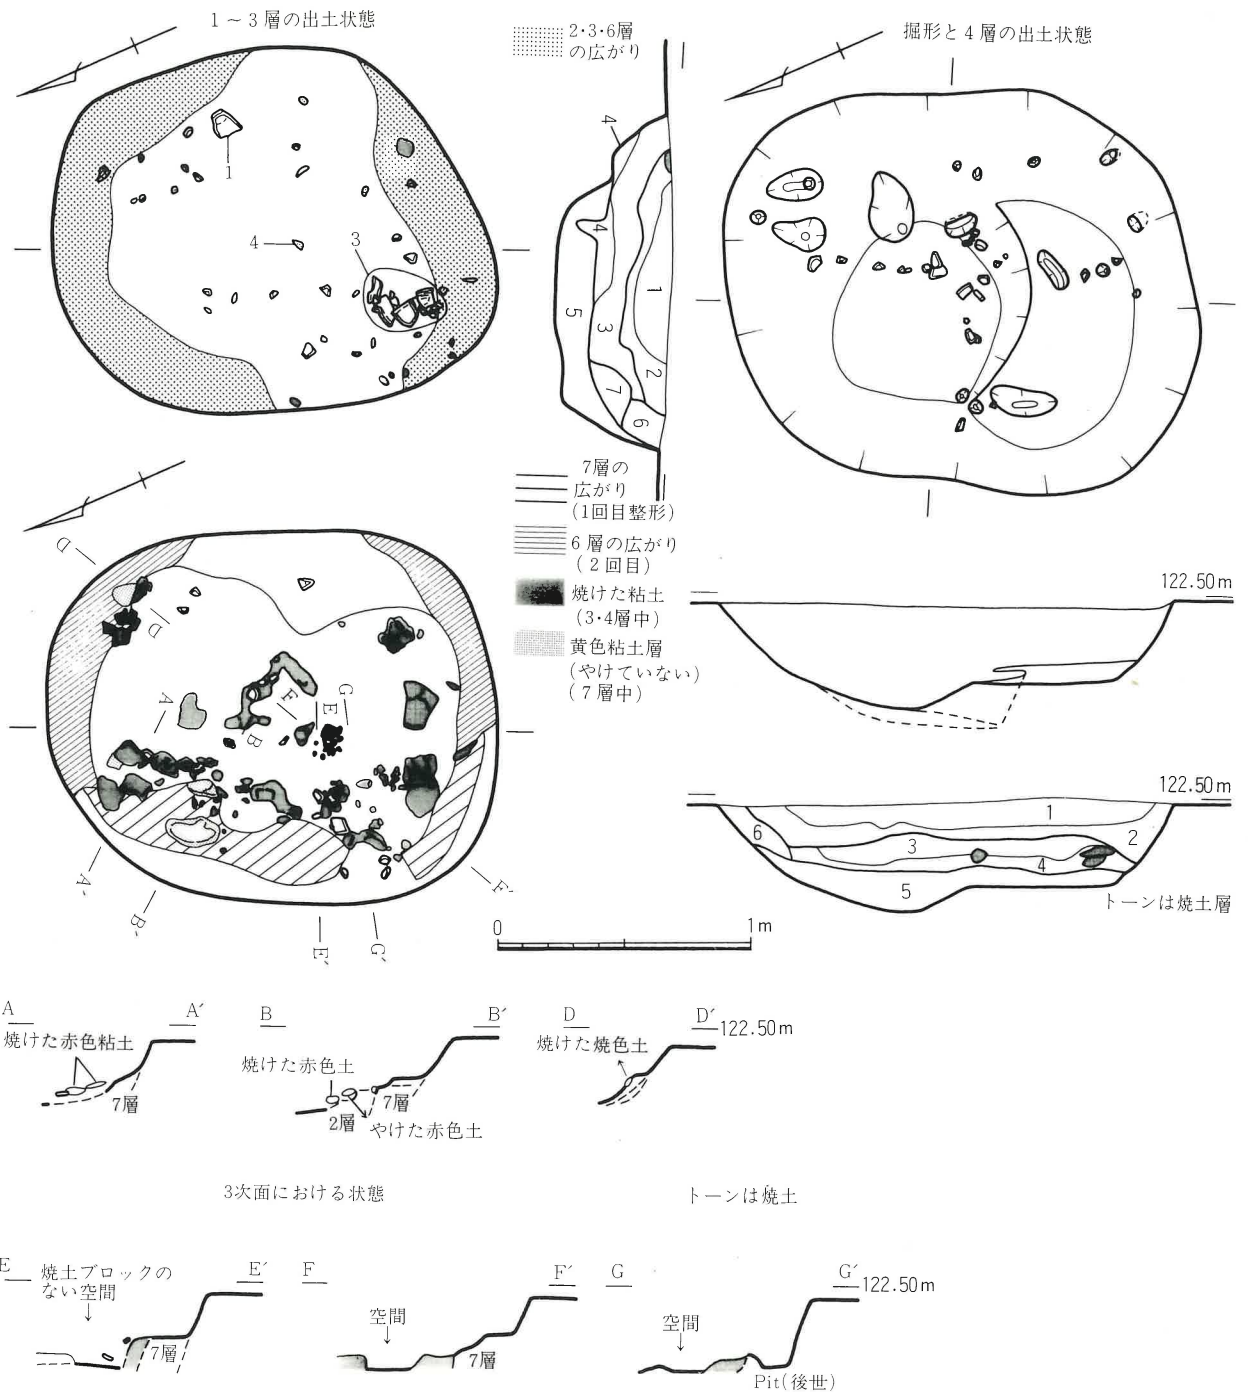 1～3層の出土状態
2・3・6層
の広がり
掘形と4層の出土状態
1
4
3
4
4
1
5
3
2
7
6
7層の
広がり
(1回目整形)
6層の広がり
(2回目)
焼けた粘土
(3・4層中)
黄色粘土層
(やけていない)
(7層中)
D
D
A
B
F
E
G
A´
B´
E´
G´
F´
122.50m
122.50m
1
2
3
4
5
6
トーンは焼土層
0
1m
A
A´
焼けた赤色粘土
7層
B
B´
焼けた赤色土
7層
2層
やけた赤色土
D
D´
122.50m
焼けた焼色土
3次面における状態
トーンは焼土
E
E´
焼土ブロックの
ない空間
7層
F
F´
空間
7層
G
G´
122.50m
空間
Pit(後世)